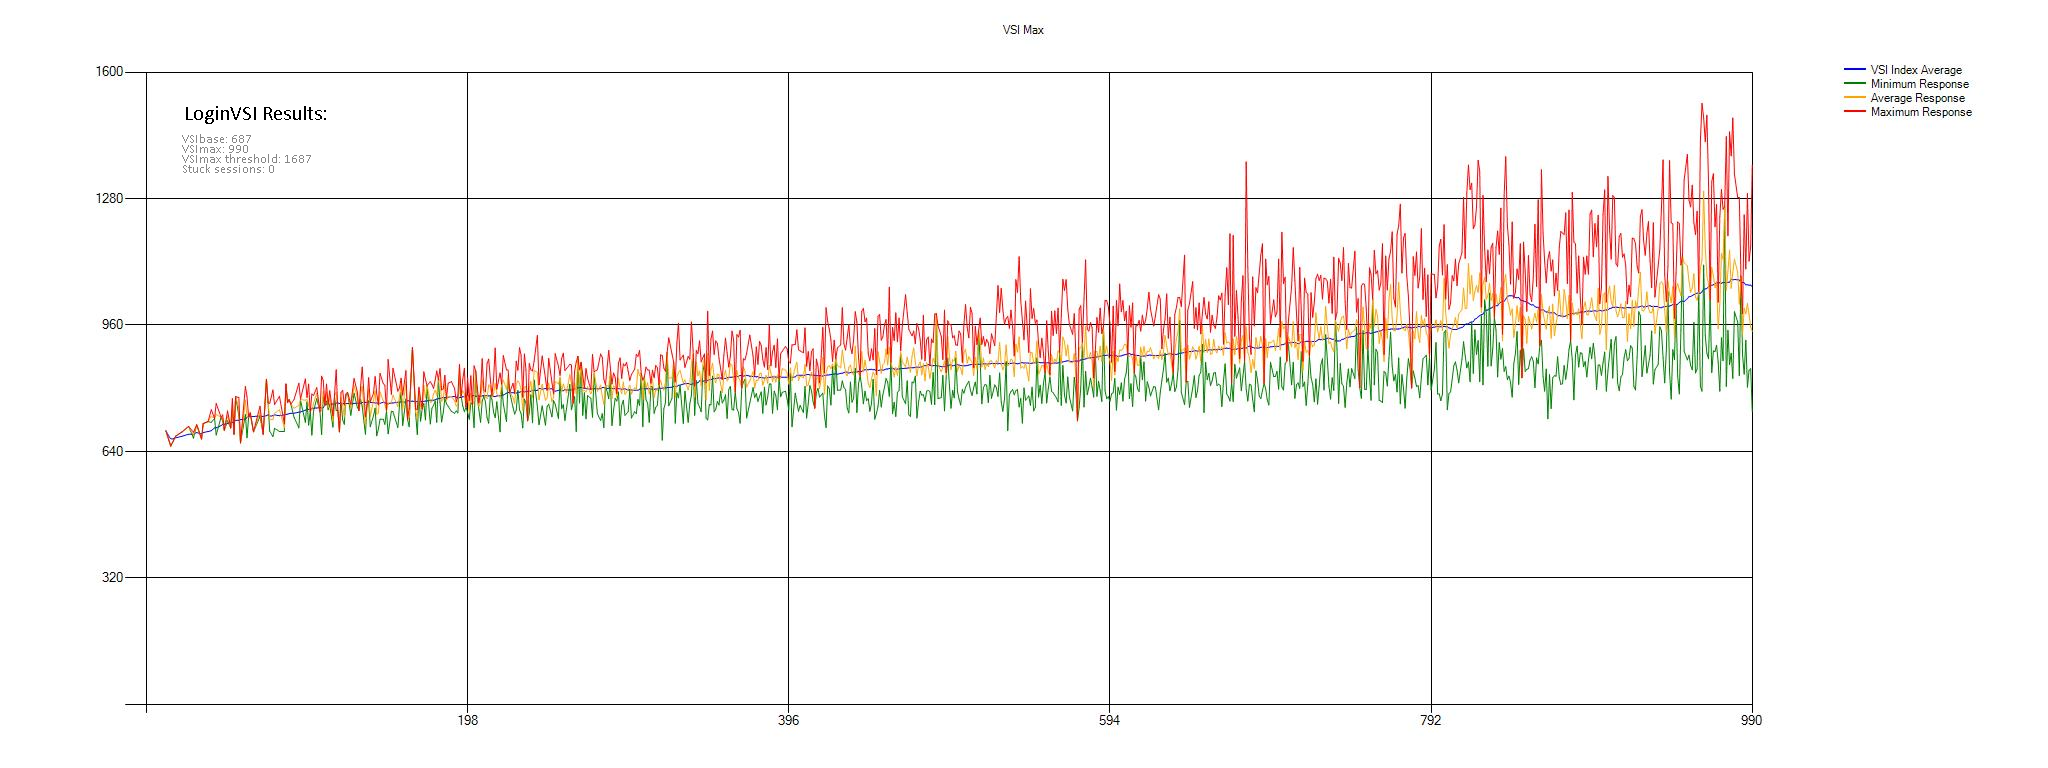 VSI Max
1600
1280
960
640
320
LoginVSI Results:
VSIbase: 687
VSImax: 990
VSImax threshold: 1687
Stuck sessions: 0
VSI Index Average
Minimum Response
Average Response
Maximum Response
198
396
594
792
990